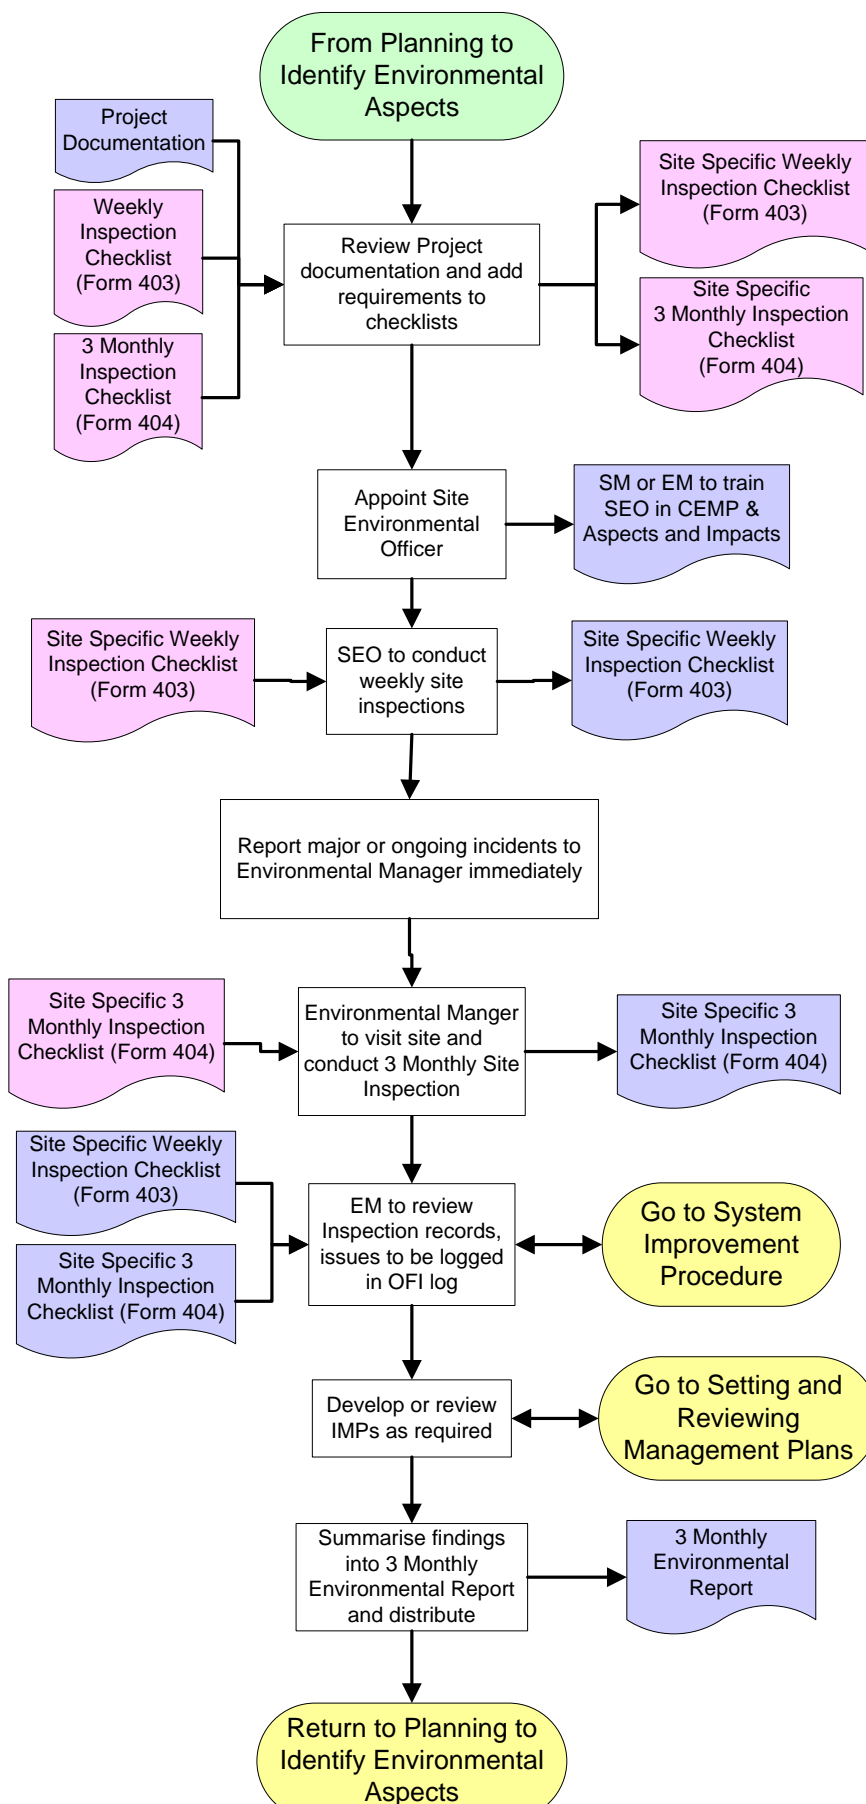 From Planning to
Identify Environmental
Aspects
Project
Documentation
Weekly
Inspection
Checklist
(Form 403)
3 Monthly
Inspection
Checklist
(Form 404)
Review Project
documentation and add
requirements to
checklists
Site Specific Weekly
Inspection Checklist
(Form 403)
Site Specific
3 Monthly Inspection
Checklist
(Form 404)
Appoint Site
Environmental
Officer
SM or EM to train
SEO in CEMP &
Aspects and Impacts
Site Specific Weekly
Inspection Checklist
(Form 403)
SEO to conduct
weekly site
inspections
Site Specific Weekly
Inspection Checklist
(Form 403)
Report major or ongoing incidents to
Environmental Manager immediately
Site Specific 3
Monthly Inspection
Checklist (Form 404)
Environmental Manger
to visit site and
conduct 3 Monthly Site
Inspection
Site Specific 3
Monthly Inspection
Checklist (Form 404)
Site Specific Weekly
Inspection Checklist
(Form 403)
Site Specific 3
Monthly Inspection
Checklist (Form 404)
EM to review
Inspection records,
issues to be logged
in OFI log
Go to System
Improvement
Procedure
Develop or review
IMPs as required
Go to Setting and
Reviewing
Management Plans
Summarise findings
into 3 Monthly
Environmental Report
and distribute
3 Monthly
Environmental
Report
Return to Planning to
Identify Environmental
Aspects